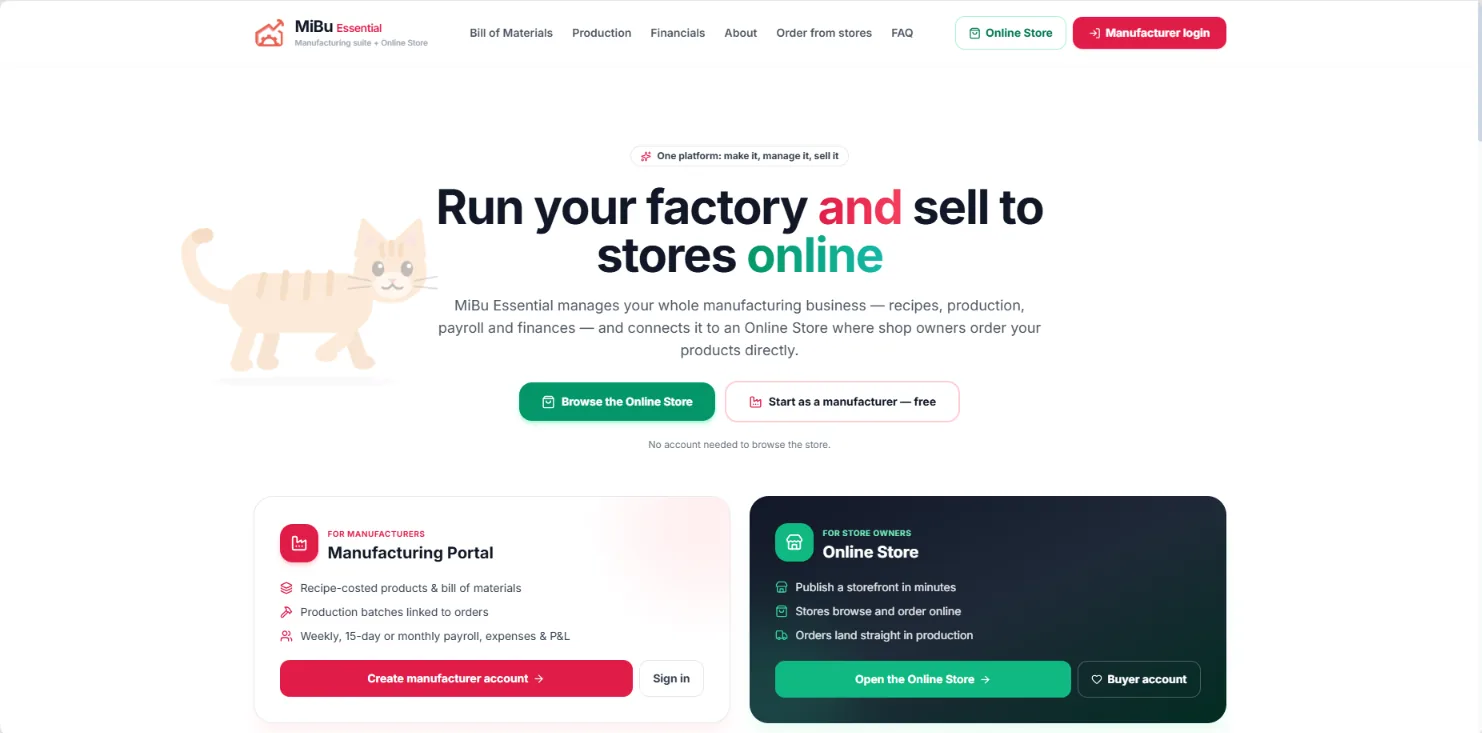 MiBu Essential
Manufacturing suite + Online Store
Bill of Materials
Production
Financials
About
Order from stores
FAQ
Online Store
Manufacturer login
One platform: make it, manage it, sell it
Run your factory and sell to
stores online
MiBu Essential manages your whole manufacturing business — recipes, production,
payroll and finances — and connects it to an Online Store where shop owners order your
products directly.
Browse the Online Store
Start as a manufacturer — free
No account needed to browse the store.
FOR MANUFACTURERS
Manufacturing Portal
Recipe-costed products & bill of materials
Production batches linked to orders
Weekly, 15-day or monthly payroll, expenses & P&L
Create manufacturer account →
Sign in
FOR STORE OWNERS
Online Store
Publish a storefront in minutes
Stores browse and order online
Orders land straight in production
Open the Online Store →
Buyer account